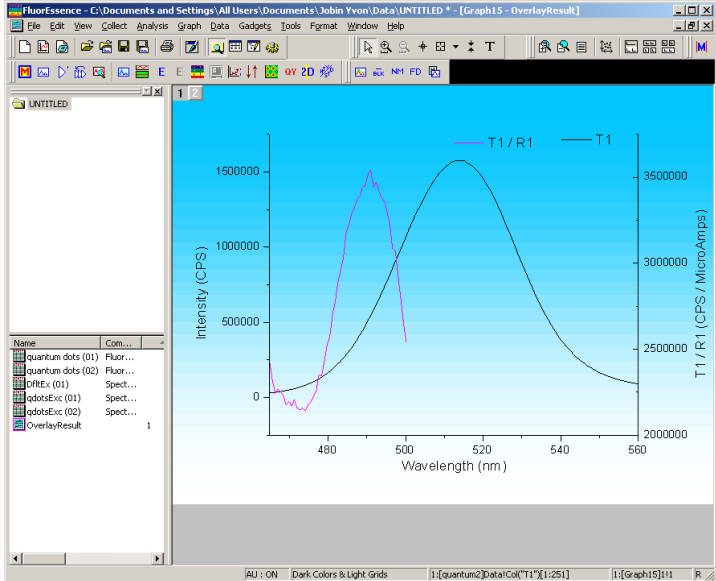 FluorEssence - C:\Documents and Settings\All Users\Documents\Jobin Yvon\Data\UNTITLED * - [Graph15 - OverlayResult]
File Edit View Collect Analysis Graph Data Gadgets Tools Format Window Help
T
M
E E QY 2D BLK NM FD
UNTITLED
1 2
T1 / R1 T1
1500000
1000000
500000
0
Intensity (CPS)
3500000
3000000
2500000
2000000
T1 / R1 (CPS / MicroAmps)
480 500 520 540 560
Wavelength (nm)
Name Com...
quantum dots (01) Fluor...
quantum dots (02) Fluor...
DfltEx (01) Spect...
qdotsExc (01) Spect...
qdotsExc (02) Spect...
OverlayResult 1
AU : ON Dark Colors & Light Grids 1:[quantum2]Data!Col("T1")[1:251] 1:[Graph15]1!1 R